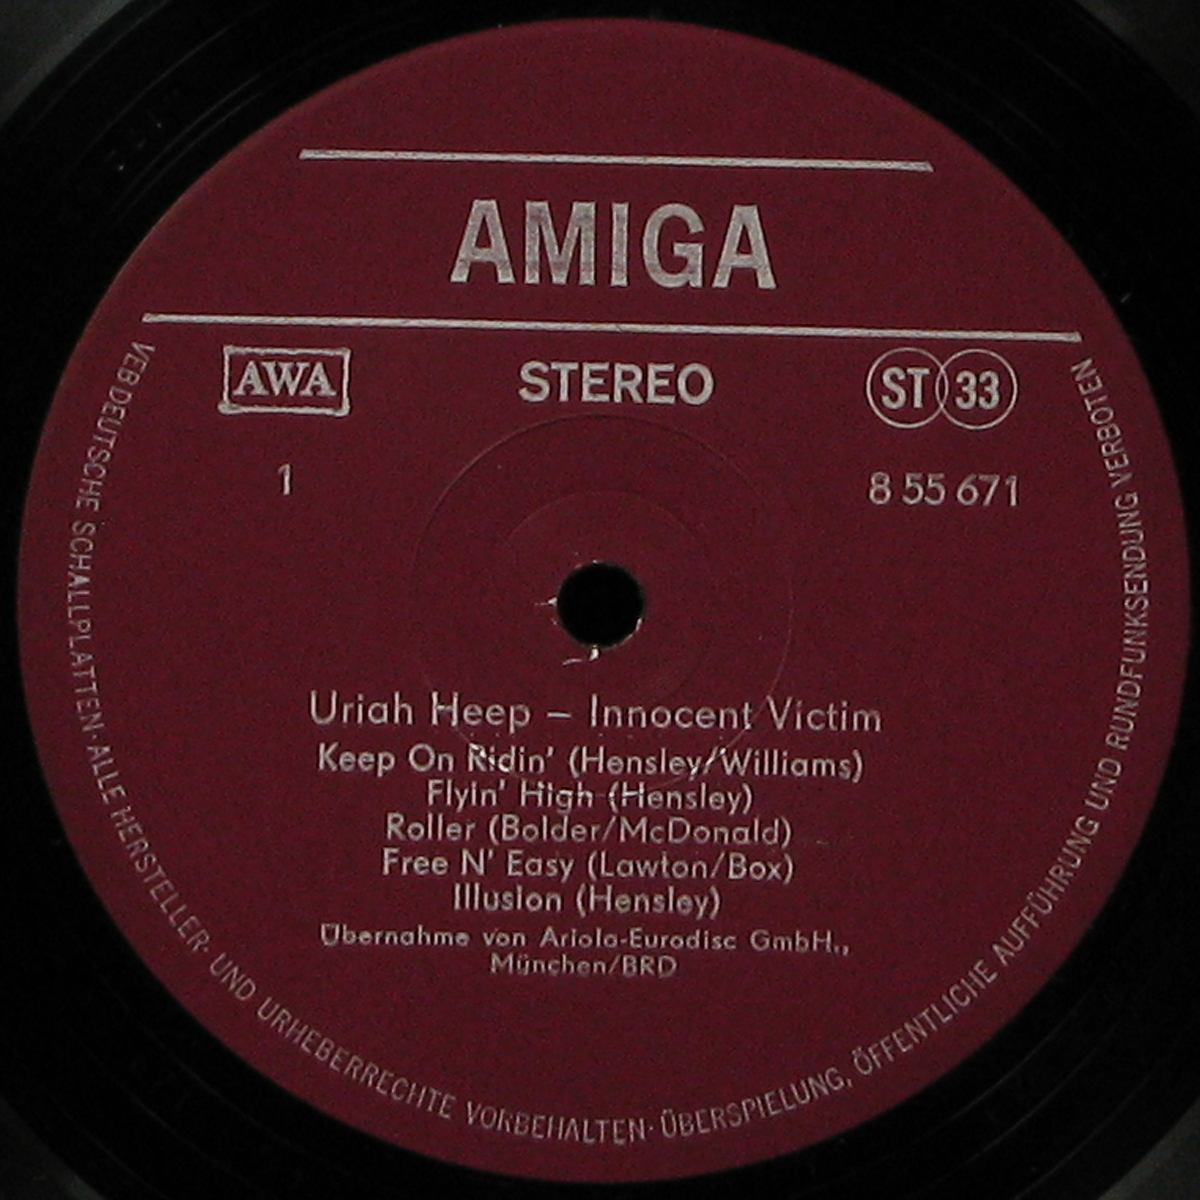 AMIGA
AWA STEREO ST 33
1 8 55 671
Uriah Heep – Innocent Victim
Keep On Ridin' (Hensley/Williams)
Flyin' High (Hensley)
Roller (Bolder/McDonald)
Free N' Easy (Lawton/Box)
Illusion (Hensley)
Übernahme von Ariola-Eurodisc GmbH.,
München/BRD
VEB DEUTSCHE SCHALLPLATTEN· ALLE HERSTELLER- UND URHEBERRECHTE VORBEHALTEN· ÜBERSPIELUNG, ÖFFENTLICHE AUFFÜHRUNG UND RUNDFUNKSENDUNG VERBOTEN